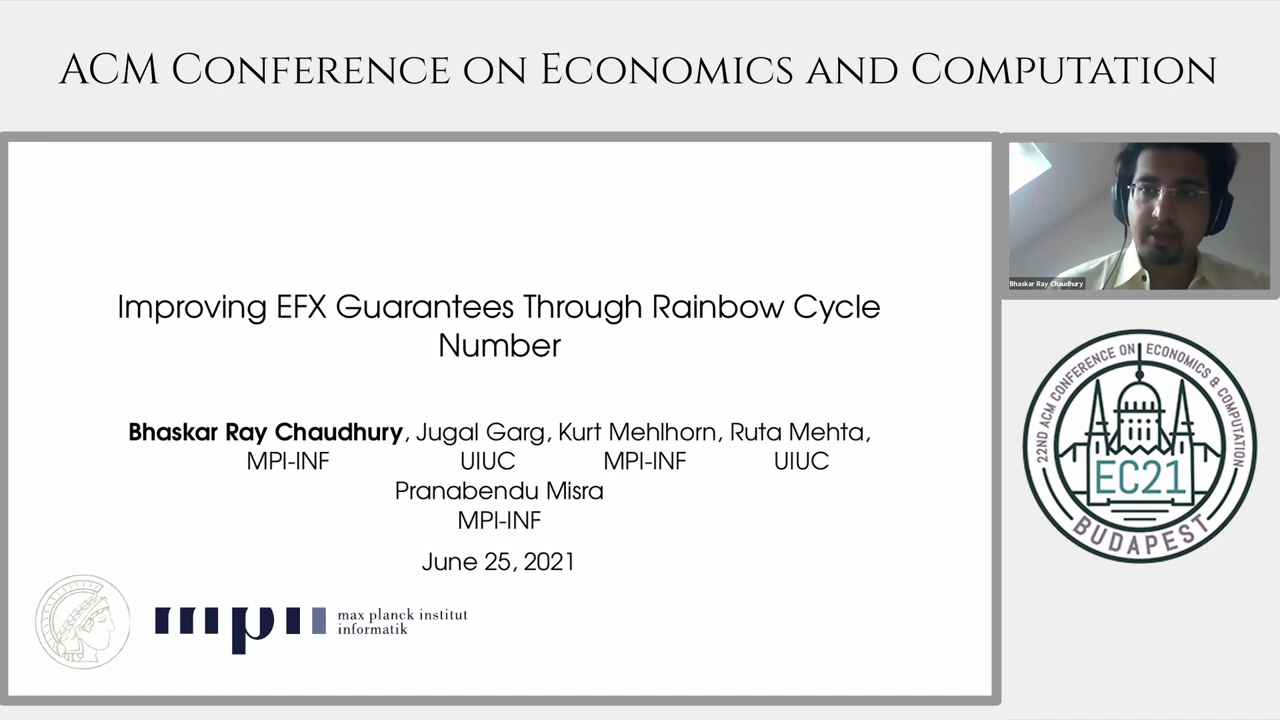 ACM Conference on Economics and Computation
Improving EFX Guarantees Through Rainbow Cycle
Number
Bhaskar Ray Chaudhury, Jugal Garg, Kurt Mehlhorn, Ruta Mehta,
MPI-INF UIUC MPI-INF UIUC
Pranabendu Misra
MPI-INF
June 25, 2021
mpii max planck institut
informatik
Bhaskar Ray Chaudhury
22ND ACM CONFERENCE ON ECONOMICS & COMPUTATION
EC21
BUDAPEST